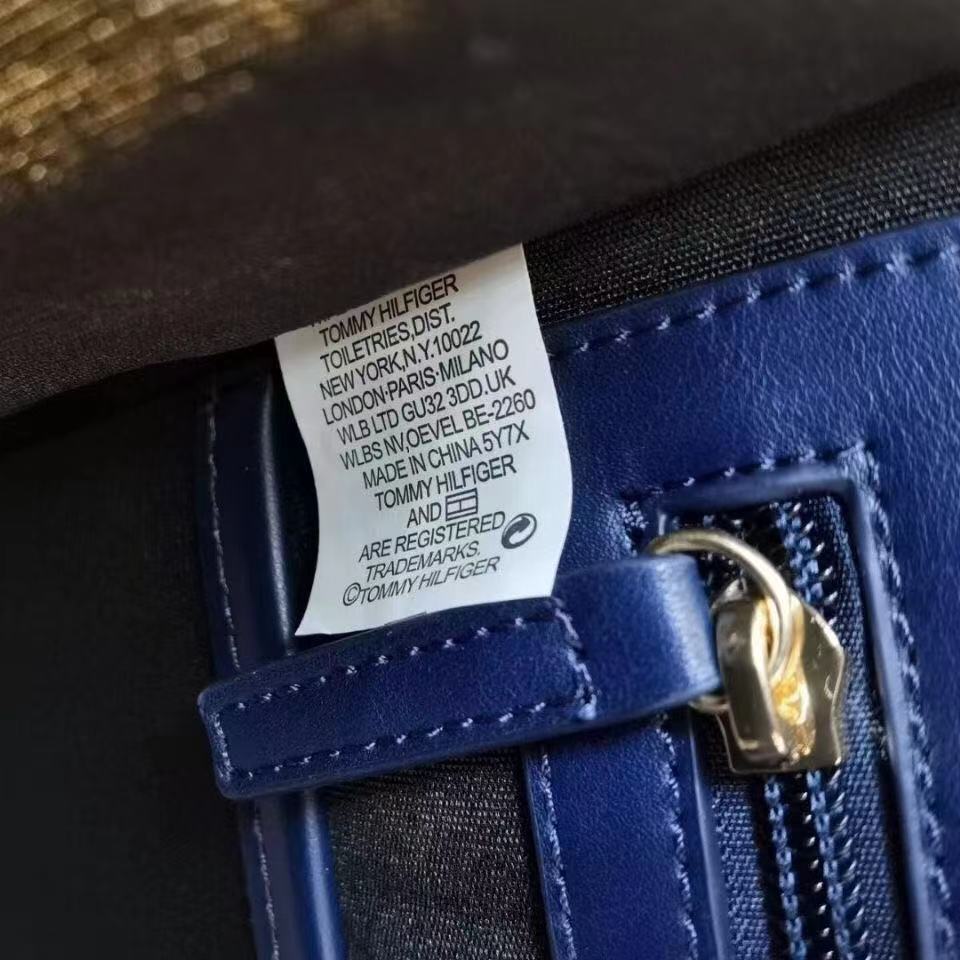 TOMMY HILFIGER
TOILETRIES,DIST.
NEW YORK,N.Y.10022
LONDON·PARIS·MILANO
WLB LTD GU32 3DD.UK
WLBS NV,OEVEL BE-2260
MADE IN CHINA 5Y7X
TOMMY HILFIGER
AND
ARE REGISTERED
TRADEMARKS.
©TOMMY HILFIGER